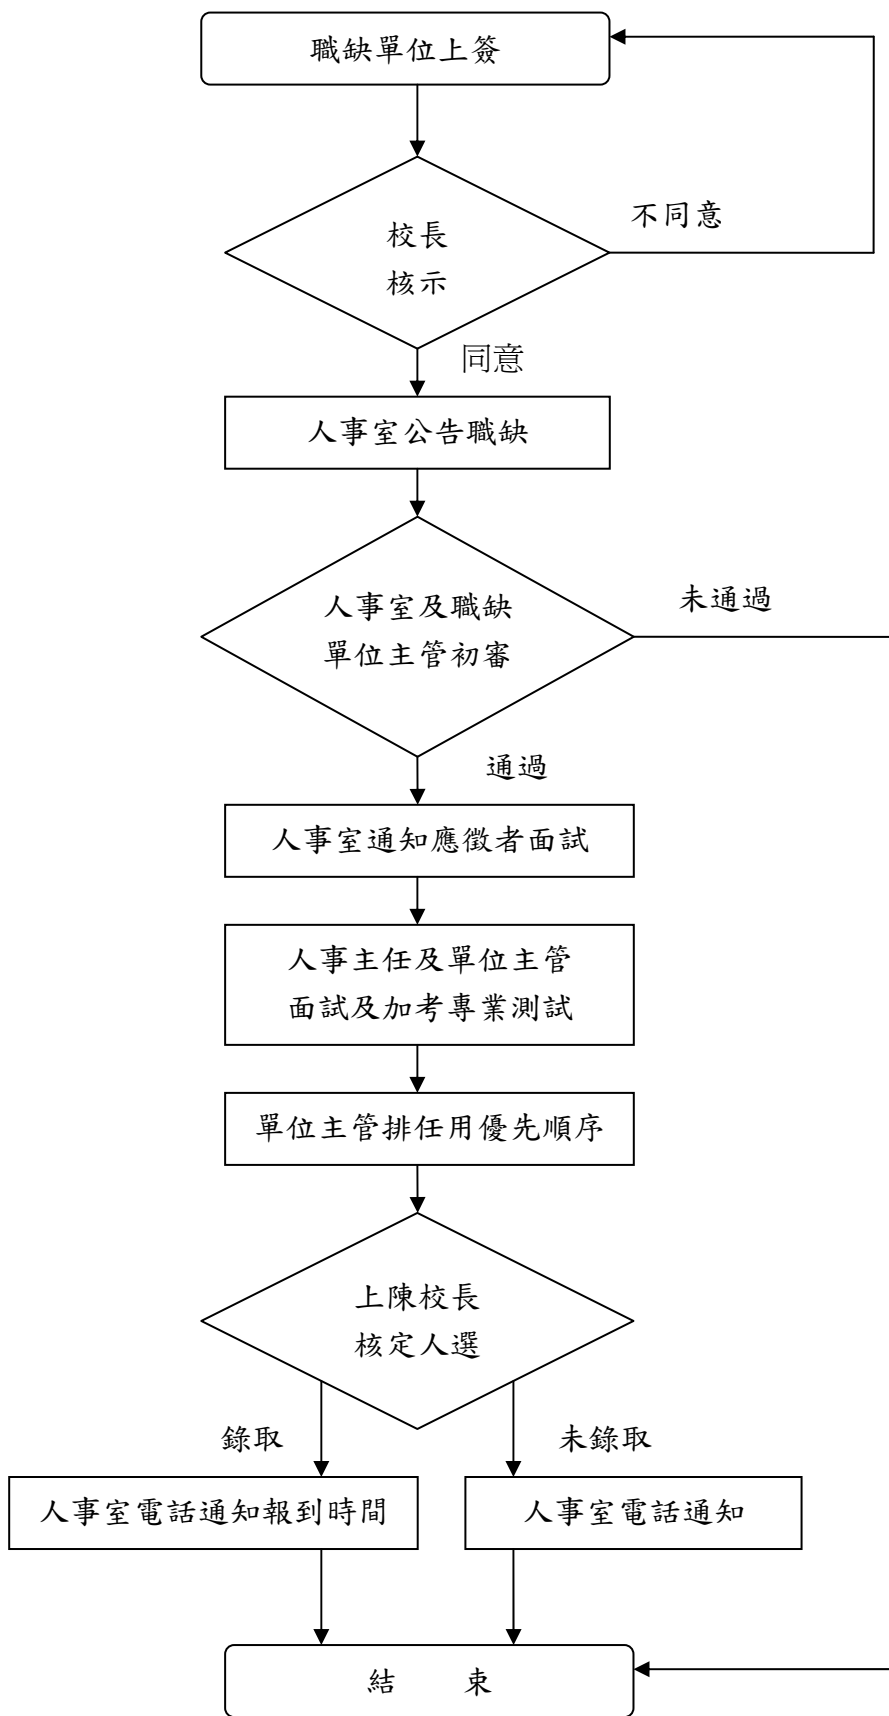 職缺單位上簽
不同意
校長
核示
同意
人事室公告職缺
人事室及職缺
單位主管初審
未通過
通過
人事室通知應徵者面試
人事主任及單位主管
面試及加考專業測試
單位主管排任用優先順序
上陳校長
核定人選
錄取
未錄取
人事室電話通知報到時間
人事室電話通知
結 束